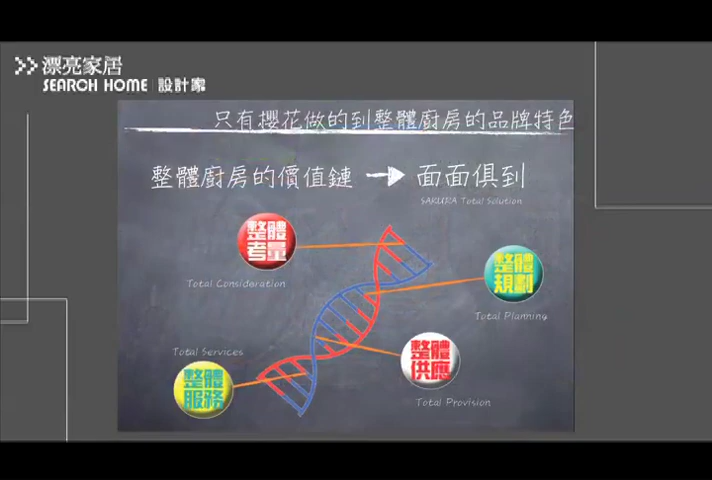 漂亮家居
SEARCH HOME 設計家
只有櫻花做的到整體廚房的品牌特色
整體廚房的價值鏈 面面俱到
SAKURA Total Solution
整體
考量
Total Consideration
整體
規劃
Total Planning
Total Services
整體
服務
整體
供應
Total Provision